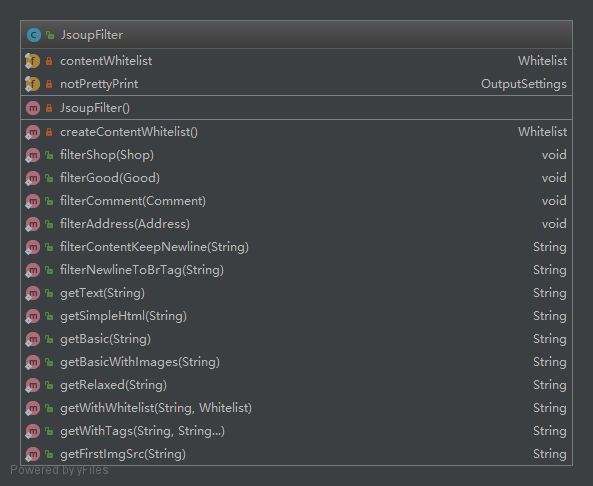 JsoupFilter
contentWhitelist Whitelist
notPrettyPrint OutputSettings
JsoupFilter()
createContentWhitelist() Whitelist
filterShop(Shop) void
filterGood(Good) void
filterComment(Comment) void
filterAddress(Address) void
filterContentKeepNewline(String) String
filterNewlineToBrTag(String) String
getText(String) String
getSimpleHtml(String) String
getBasic(String) String
getBasicWithImages(String) String
getRelaxed(String) String
getWithWhitelist(String, Whitelist) String
getWithTags(String, String...) String
getFirstImgSrc(String) String
Powered by yFiles